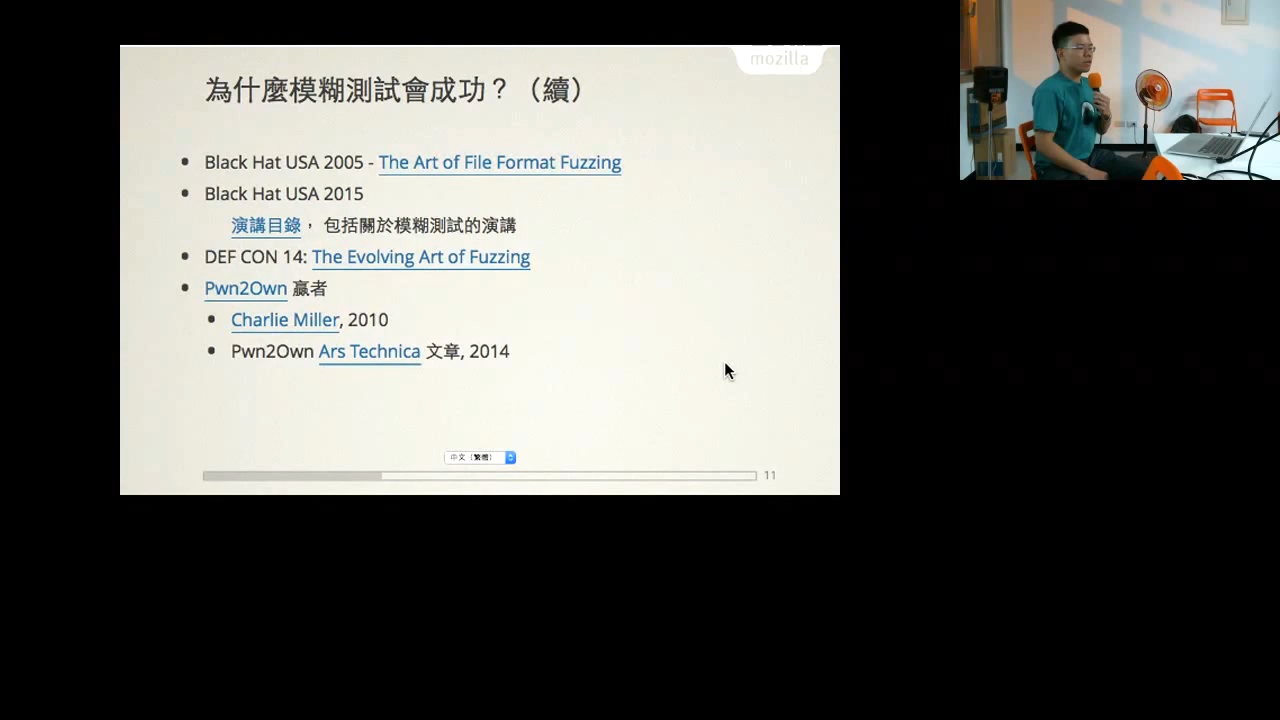 mozilla
為什麼模糊測試會成功？（續）
• Black Hat USA 2005 - The Art of File Format Fuzzing
• Black Hat USA 2015
演講目錄， 包括關於模糊測試的演講
• DEF CON 14: The Evolving Art of Fuzzing
• Pwn2Own 贏者
• Charlie Miller, 2010
• Pwn2Own Ars Technica 文章, 2014
中文（繁體）
11